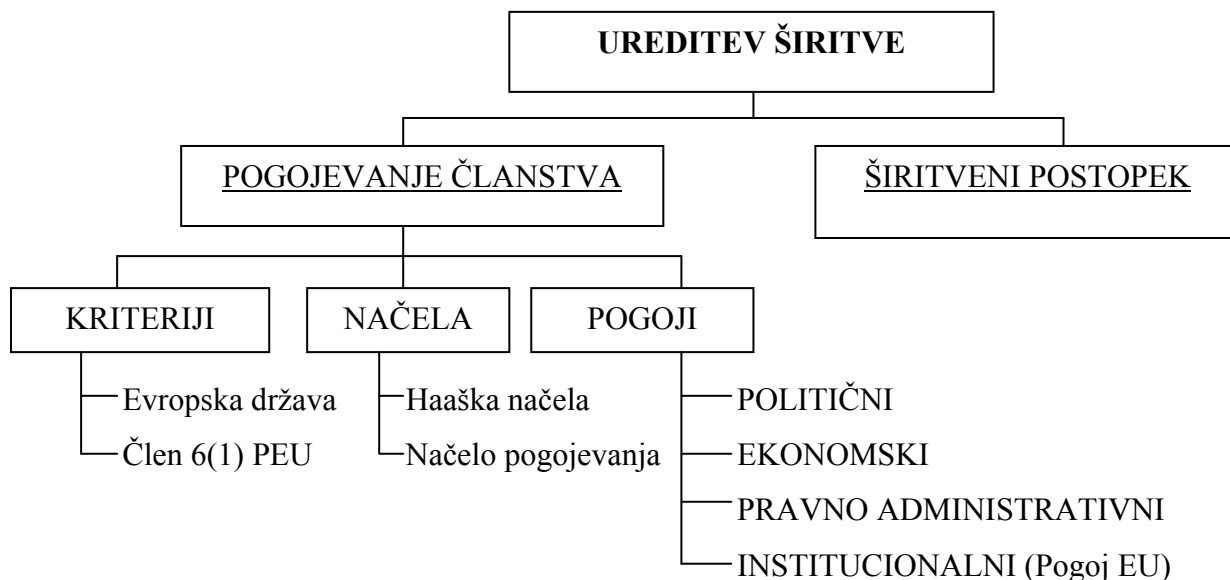 UREDITEV ŠIRITVE
POGOJEVANJE ČLANSTVA
ŠIRITVENI POSTOPEK
KRITERIJI
NAČELA
POGOJI
Evropska država
Člen 6(1) PEU
Haaška načela
Načelo pogojevanja
POLITIČNI
EKONOMSKI
PRAVNO ADMINISTRATIVNI
INSTITUCIONALNI (Pogoj EU)